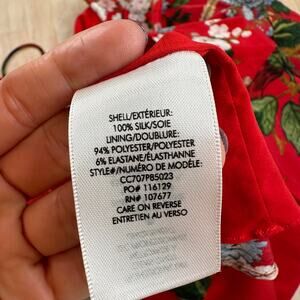 SHELL/EXTÉRIEUR:
100% SILK/SOIE
LINING/DOUBLURE:
94% POLYESTER/POLYESTER
6% ELASTANE/ÉLASTHANNE
STYLE#/NUMÉRO DE MODÈLE:
CC707PB5023
PO# 116129
RN# 107677
CARE ON REVERSE
ENTRETIEN AU VERSO